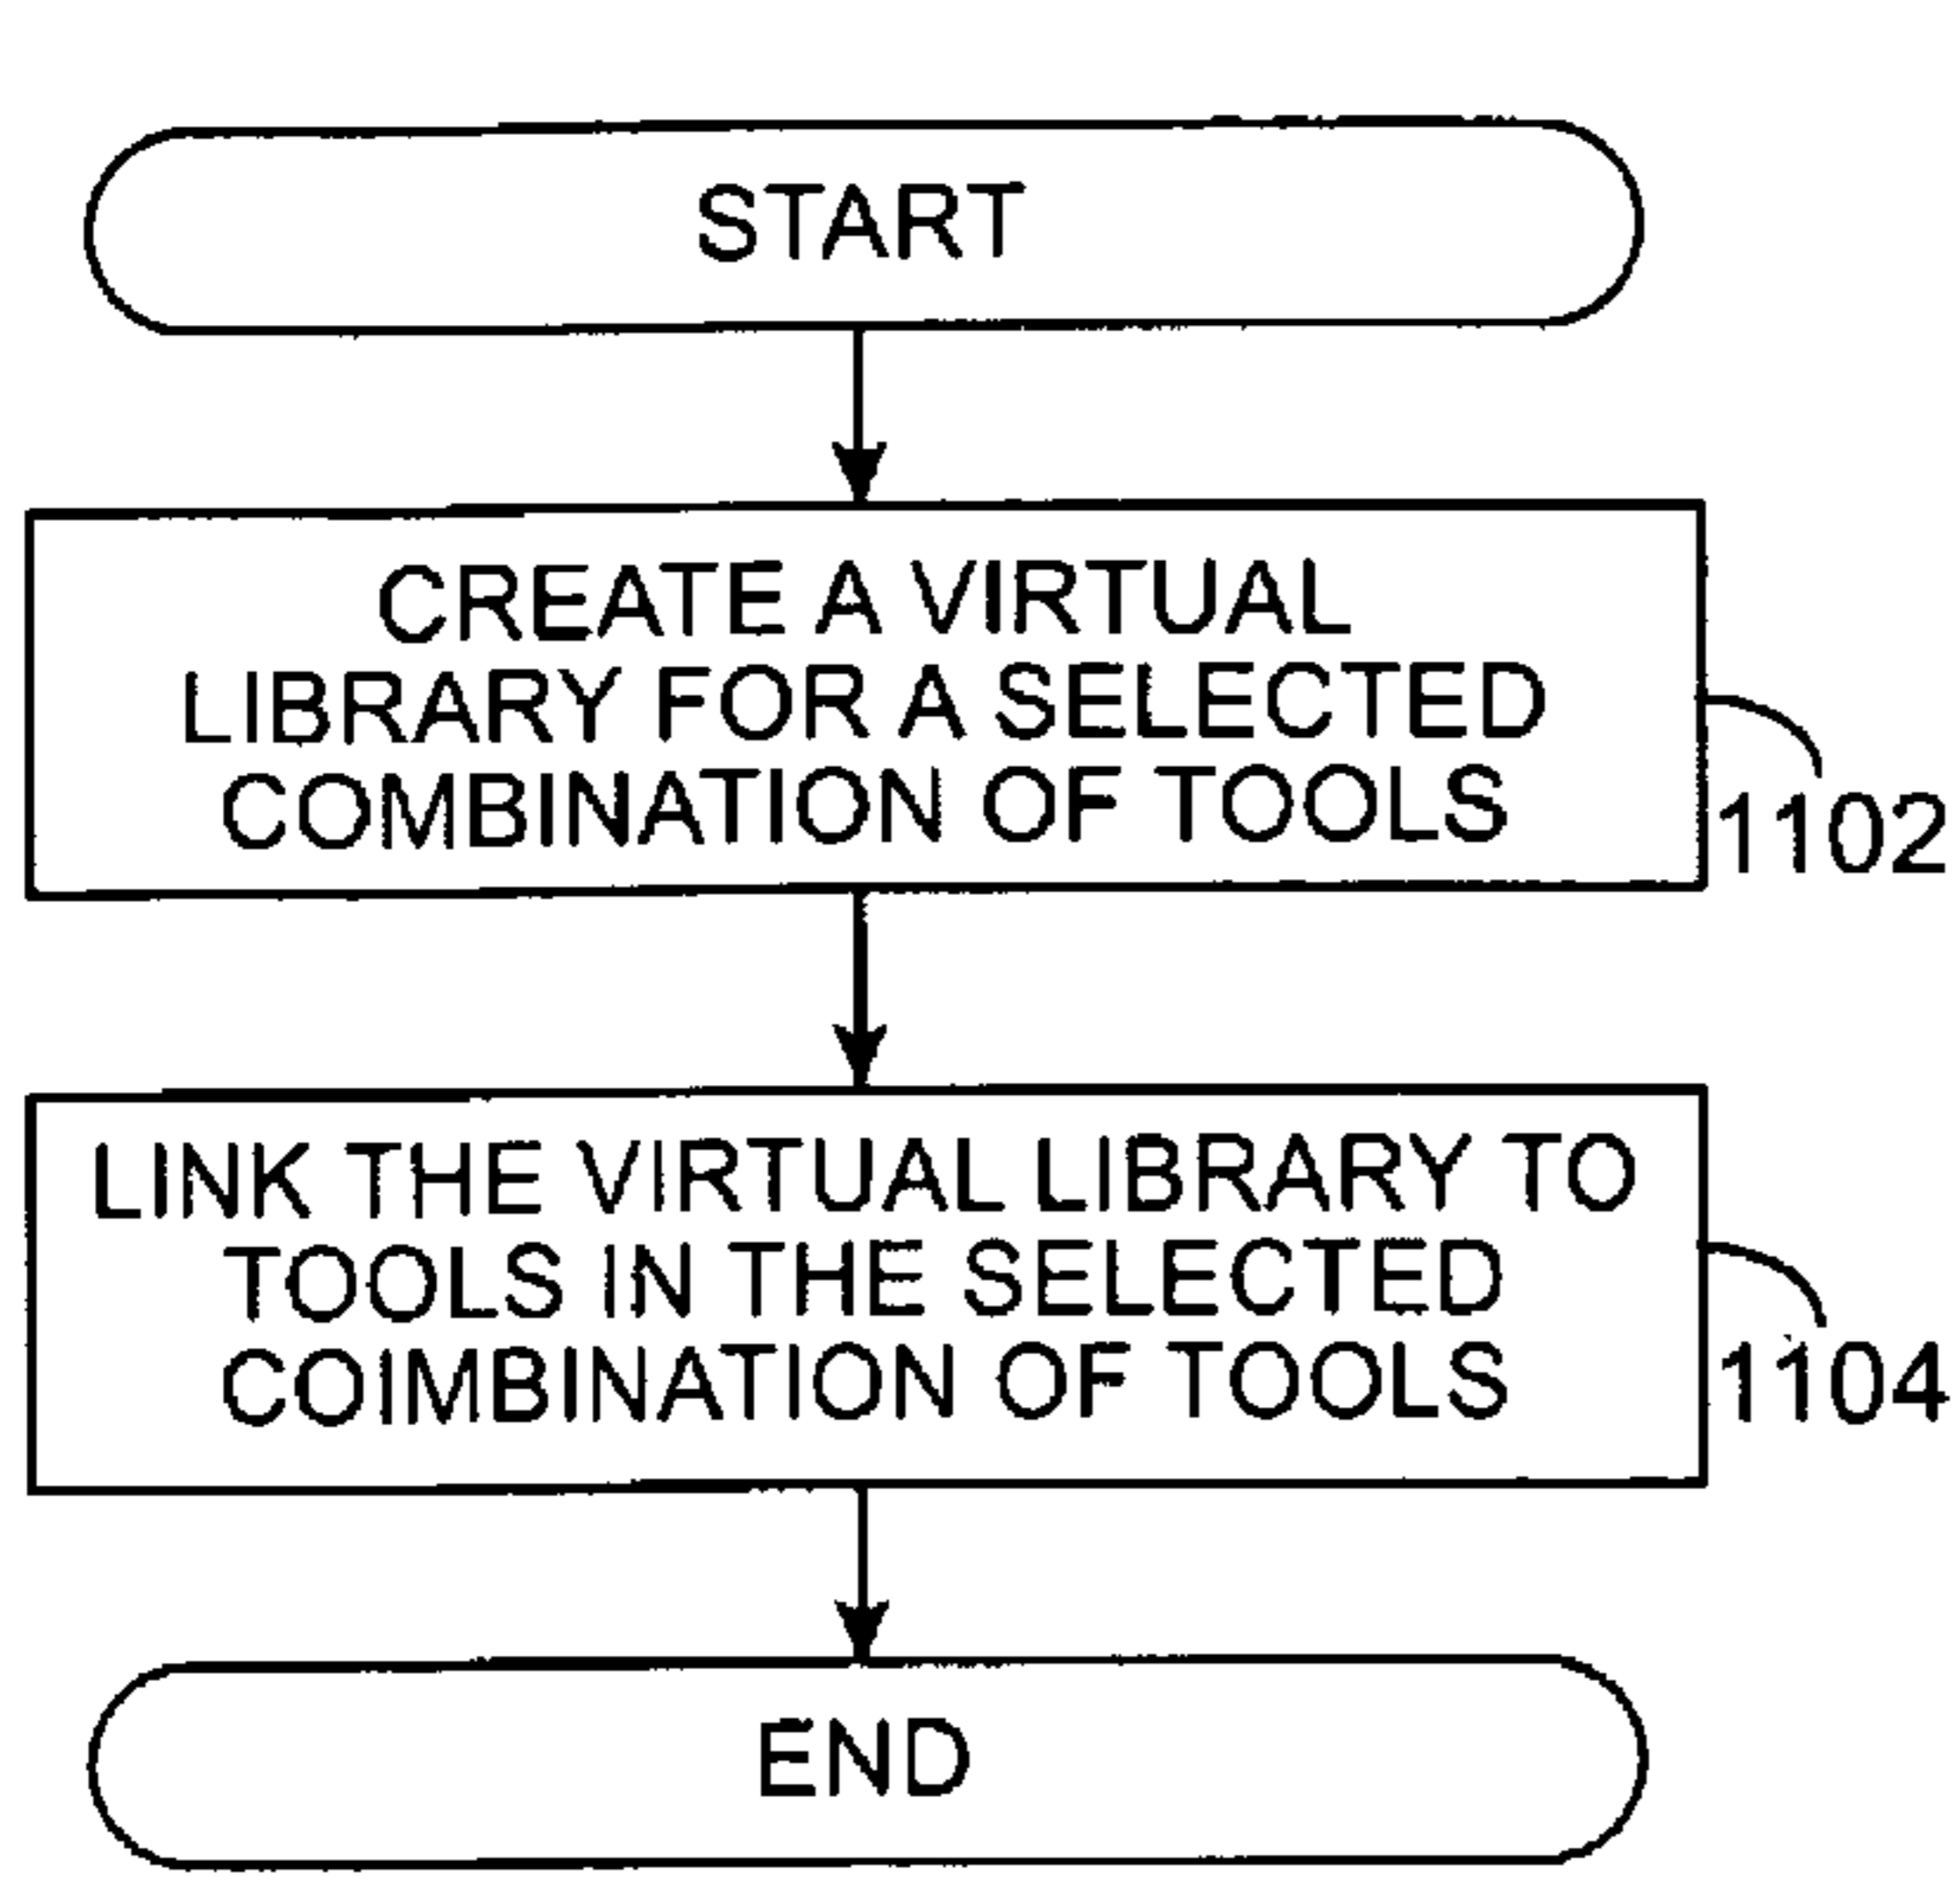 START
CREATE A VIRTUAL
LIBRARY FOR A SELECTED
COMBINATION OF TOOLS
1102
LINK THE VIRTUAL LIBRARY TO
TOOLS IN THE SELECTED
COIMBINATION OF TOOLS
1104
END